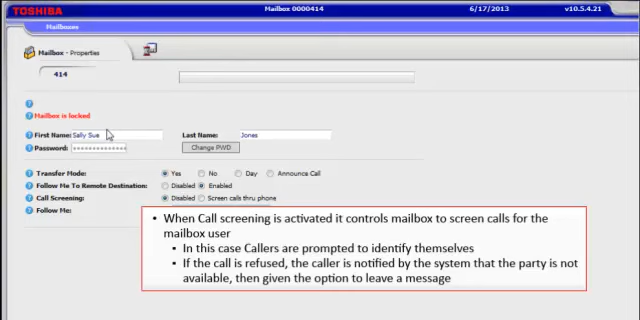 TOSHIBA Mailbox 0000414 6/17/2013 v10.5.4.21
Mailboxes
Mailbox - Properties
414
Mailbox is locked
First Name: Sally Sue Last Name: Jones
Password: ************** Change PWD
Transfer Mode: Yes No Day Announce Call
Follow Me To Remote Destination: Disabled Enabled
Call Screening: Disabled Screen calls thru phone
Follow Me:
• When Call screening is activated it controls mailbox to screen calls for the
mailbox user
• In this case Callers are prompted to identify themselves
• If the call is refused, the caller is notified by the system that the party is not
available, then given the option to leave a message